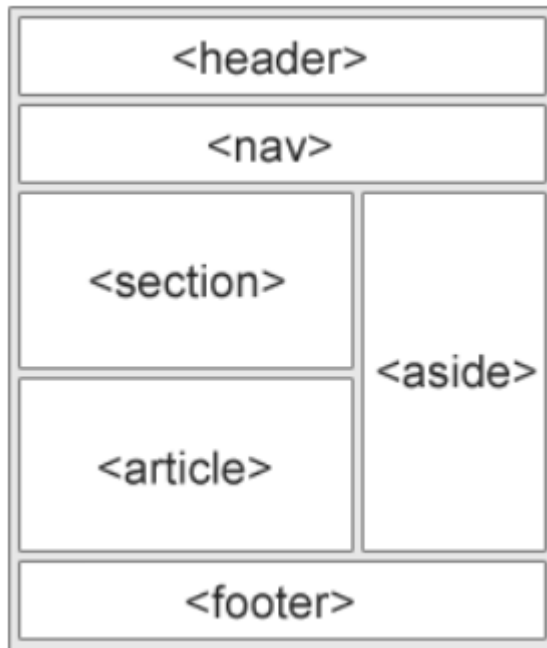 <header>
<nav>
<section>
<aside>
<article>
<footer>